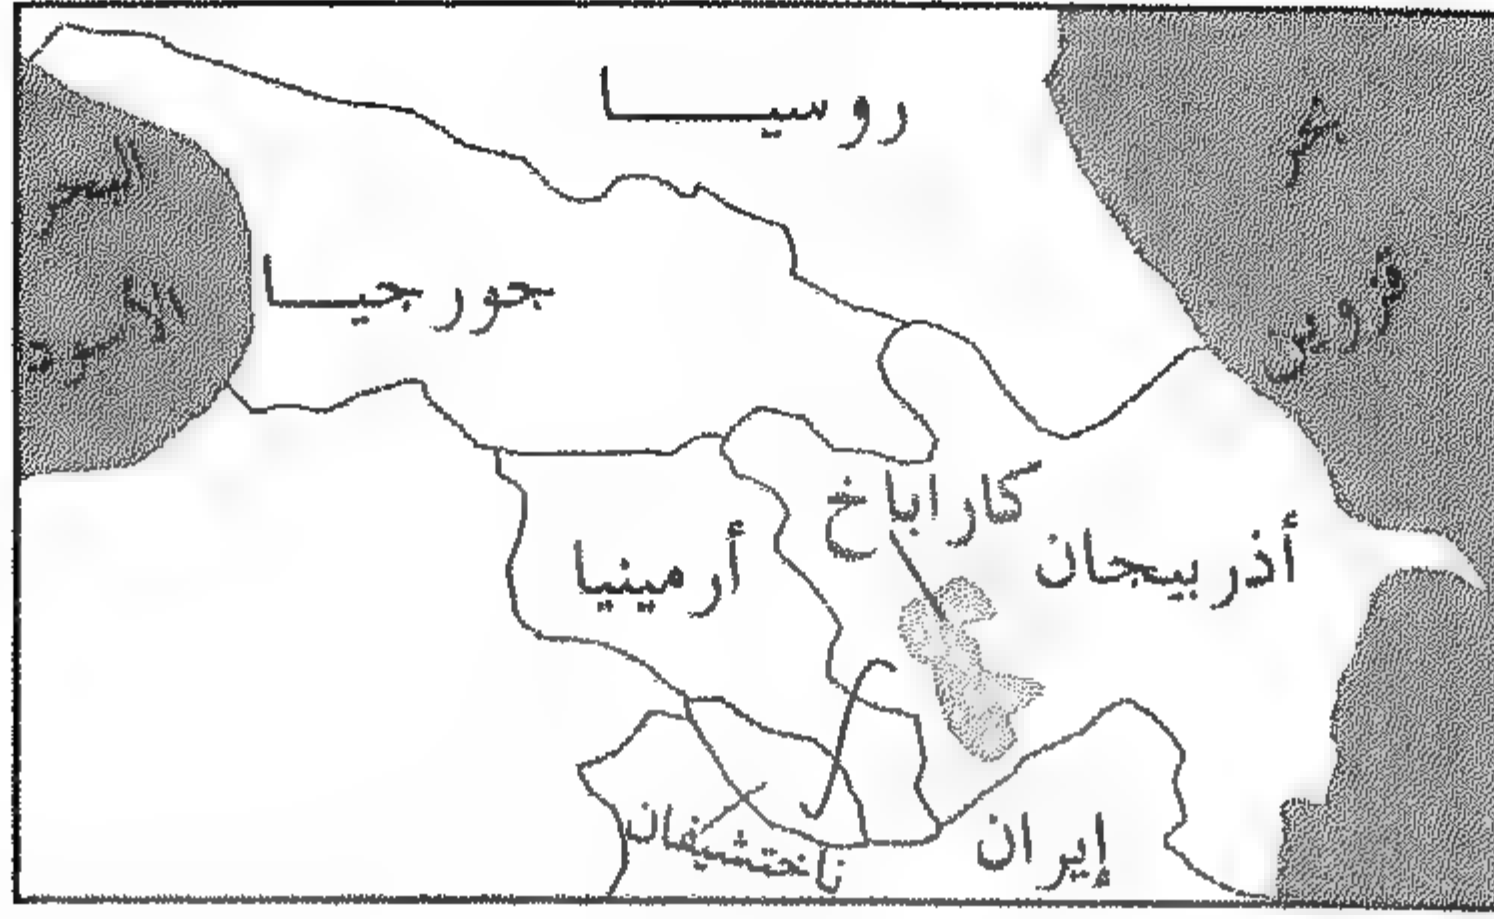 روسيا
بحر
قزوين
البحر
الأسود
جورجيا
كاراباخ
أذربيجان
أرمينيا
إيران
ناختشيفان